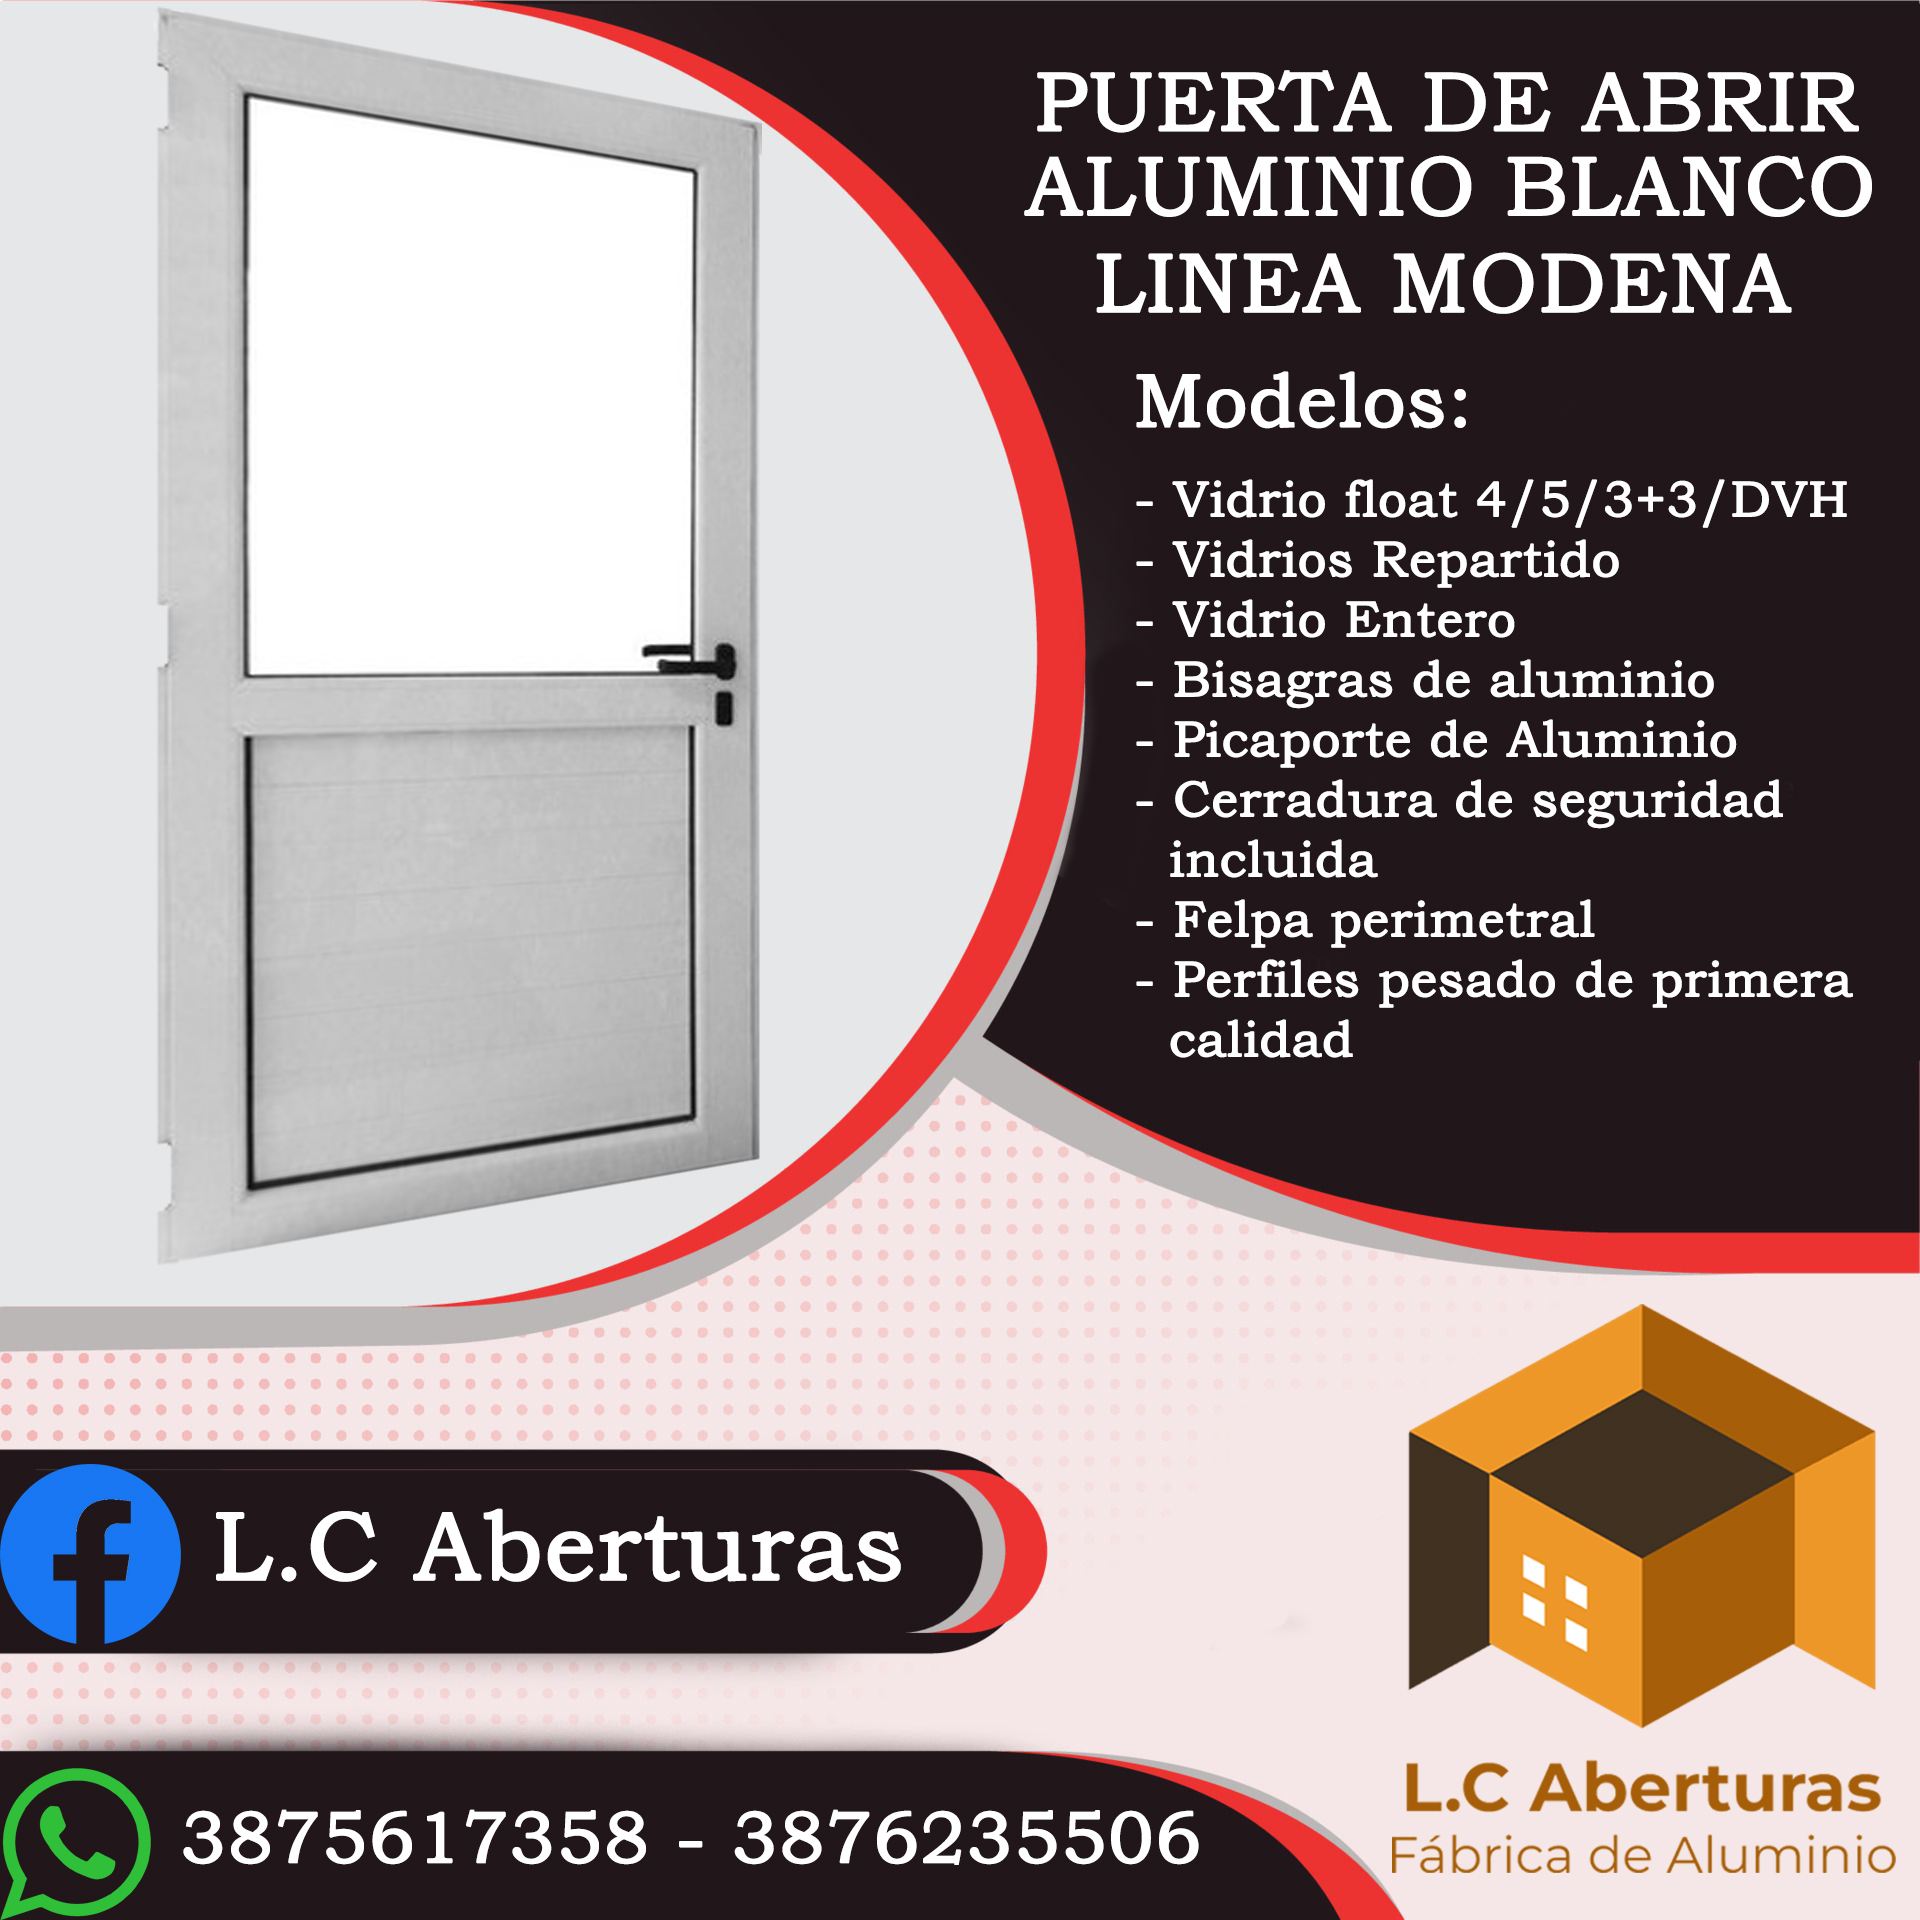 PUERTA DE ABRIR
ALUMINIO BLANCO
LINEA MODENA
Modelos:
- Vidrio float 4/5/3+3/DVH
- Vidrios Repartido
- Vidrio Entero
- Bisagras de aluminio
- Picaporte de Aluminio
- Cerradura de seguridad
incluida
- Felpa perimetral
- Perfiles pesado de primera
calidad
L.C Aberturas
3875617358 - 3876235506
L.C Aberturas
Fábrica de Aluminio